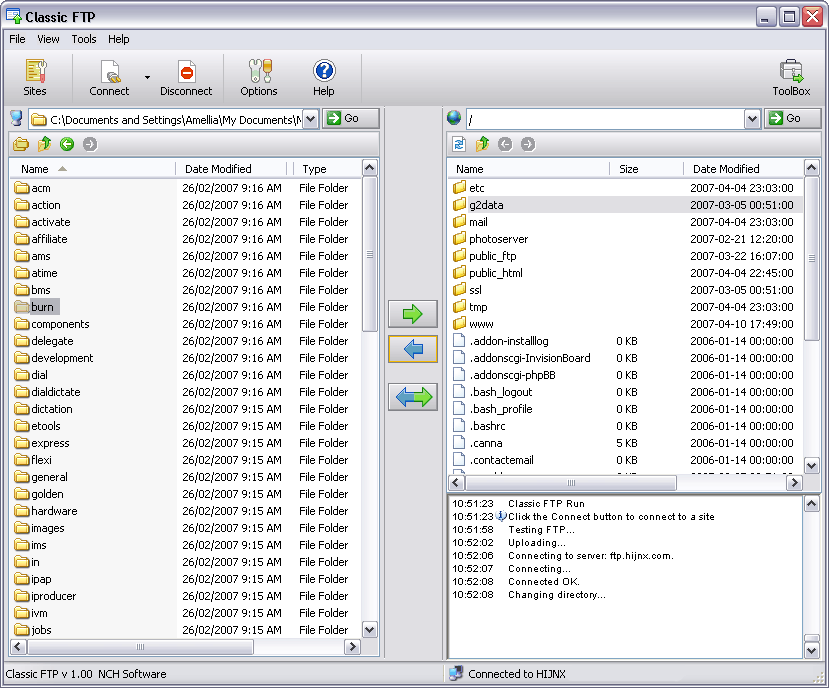 Classic FTP
File View Tools Help
Sites Connect Disconnect Options Help ToolBox
C:\Documents and Settings\Amellia\My Documents\ Go
/ Go
Name Date Modified Type
acm 26/02/2007 9:16 AM File Folder
action 26/02/2007 9:16 AM File Folder
activate 26/02/2007 9:16 AM File Folder
affiliate 26/02/2007 9:16 AM File Folder
ams 26/02/2007 9:16 AM File Folder
atime 26/02/2007 9:16 AM File Folder
bms 26/02/2007 9:16 AM File Folder
burn 26/02/2007 9:16 AM File Folder
components 26/02/2007 9:16 AM File Folder
delegate 26/02/2007 9:16 AM File Folder
development 26/02/2007 9:16 AM File Folder
dial 26/02/2007 9:16 AM File Folder
dialdictate 26/02/2007 9:16 AM File Folder
dictation 26/02/2007 9:15 AM File Folder
etools 26/02/2007 9:15 AM File Folder
express 26/02/2007 9:15 AM File Folder
flexi 26/02/2007 9:15 AM File Folder
general 26/02/2007 9:15 AM File Folder
golden 26/02/2007 9:15 AM File Folder
hardware 26/02/2007 9:15 AM File Folder
images 26/02/2007 9:15 AM File Folder
ims 26/02/2007 9:15 AM File Folder
in 26/02/2007 9:15 AM File Folder
ipap 26/02/2007 9:15 AM File Folder
iproducer 26/02/2007 9:15 AM File Folder
ivm 26/02/2007 9:15 AM File Folder
jobs 26/02/2007 9:15 AM File Folder
Name Size Date Modified
etc 2007-04-04 23:03:00
g2data 2007-03-05 00:51:00
mail 2007-04-04 23:03:00
photoserver 2007-02-21 12:20:00
public_ftp 2007-03-22 16:07:00
public_html 2007-04-04 22:45:00
ssl 2007-03-05 00:51:00
tmp 2007-04-04 23:03:00
www 2007-04-10 17:49:00
.addon-installlog 0 KB 2006-01-14 00:00:00
.addonscgi-InvisionBoard 0 KB 2006-01-14 00:00:00
.addonscgi-phpBB 0 KB 2006-01-14 00:00:00
.bash_logout 0 KB 2006-01-14 00:00:00
.bash_profile 0 KB 2006-01-14 00:00:00
.bashrc 0 KB 2006-01-14 00:00:00
.canna 5 KB 2006-01-14 00:00:00
.contactemail 0 KB 2006-01-14 00:00:00
10:51:23 Classic FTP Run
10:51:23 Click the Connect button to connect to a site
10:51:58 Testing FTP...
10:52:02 Uploading...
10:52:06 Connecting to server: ftp.hijnx.com.
10:52:07 Connecting...
10:52:08 Connected OK.
10:52:08 Changing directory...
Classic FTP v 1.00 NCH Software
Connected to HIJNX